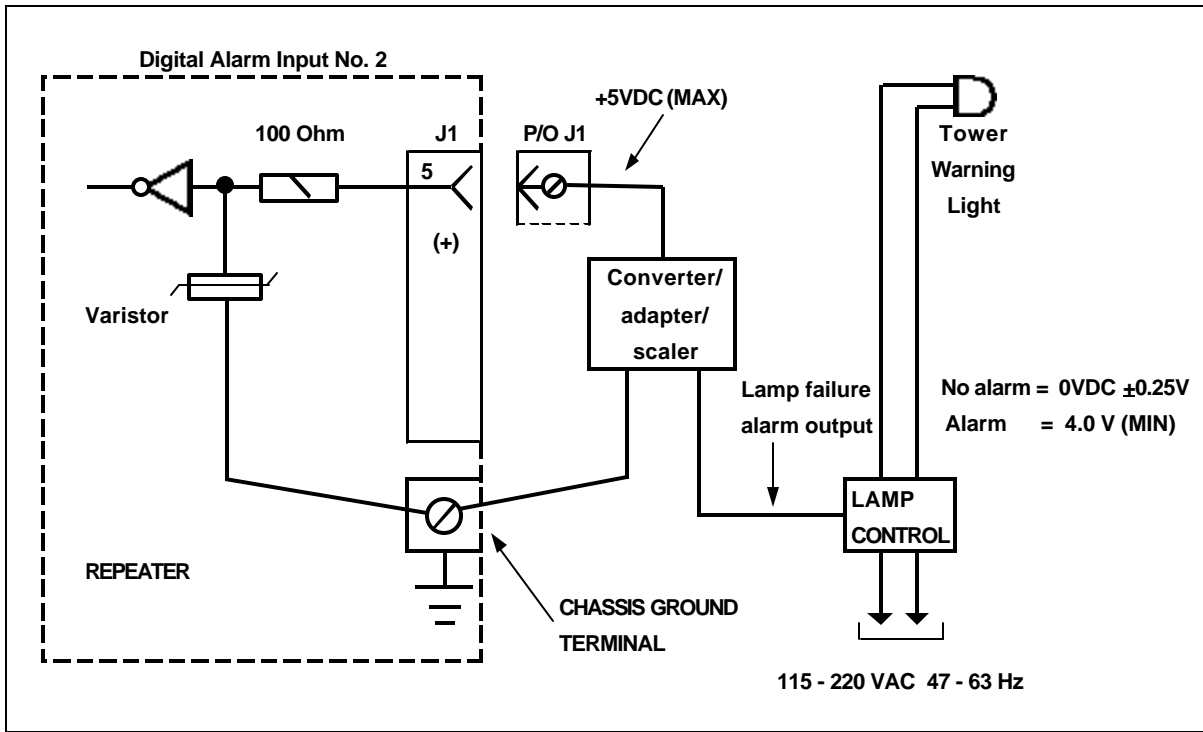 Digital Alarm Input No. 2
100 Ohm
J1
P/O J1
+5VDC (MAX)
Tower
Warning
Light
5
(+)
Varistor
Converter/
adapter/
scaler
Lamp failure
alarm output
No alarm = 0VDC ±0.25V
Alarm = 4.0 V (MIN)
LAMP
CONTROL
REPEATER
CHASSIS GROUND
TERMINAL
115 - 220 VAC 47 - 63 Hz